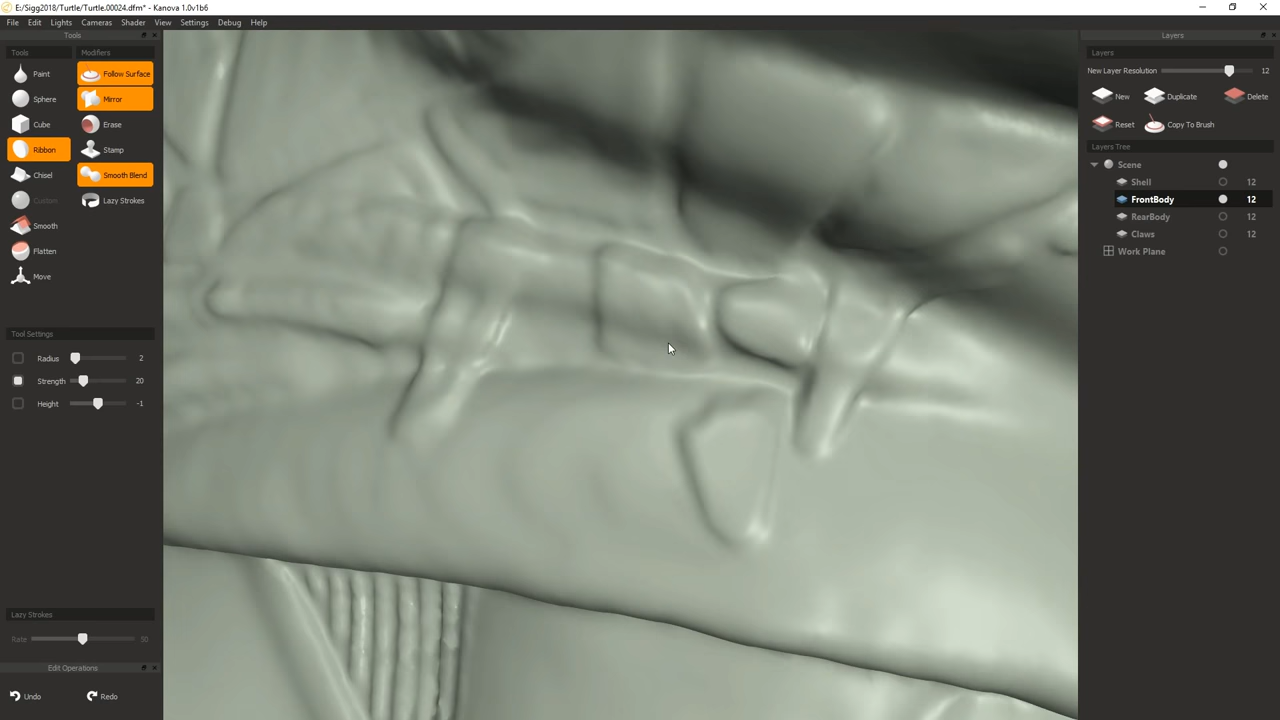 E:/Sigg2018/Turtle/Turtle.00024.dfm* - Kanova 1.0v1b6
File Edit Lights Cameras Shader View Settings Debug Help
Tools
Tools Modifiers
Paint Follow Surface
Sphere Mirror
Cube Erase
Ribbon Stamp
Chisel Smooth Blend
Custom Lazy Strokes
Smooth
Flatten
Move
Tool Settings
Radius 2
Strength 20
Height -1
Lazy Strokes
Rate 30
Edit Operations
Undo Redo
Layers
Layers
New Layer Resolution 12
New Duplicate Delete
Reset Copy To Brush
Layers Tree
Scene
Shell 12
FrontBody 12
RearBody 12
Claws 12
Work Plane